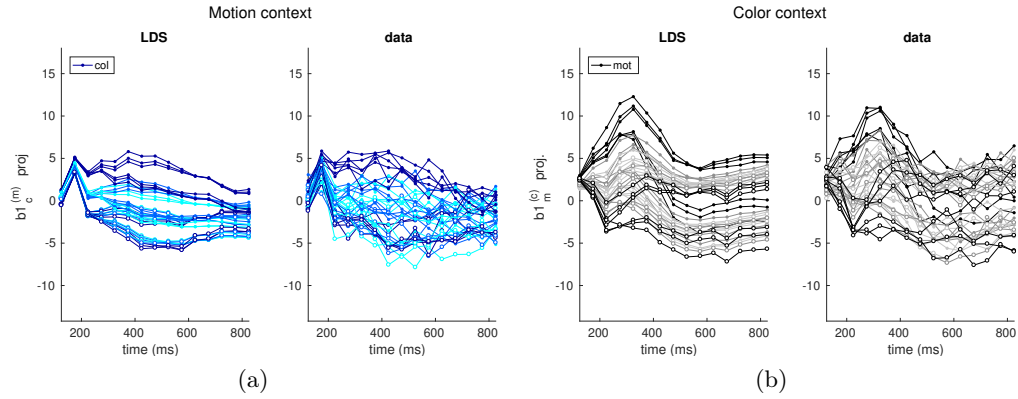 Motion context
Color context
LDS
data
LDS
data
col
mot
15
10
5
0
-5
-10
15
10
5
0
-5
-10
15
10
5
0
-5
-10
15
10
5
0
-5
-10
b1_c^(m) proj
b1_m^(c) proj.
200 400 600 800
200 400 600 800
200 400 600 800
200 400 600 800
time (ms)
time (ms)
time (ms)
time (ms)
(a)
(b)